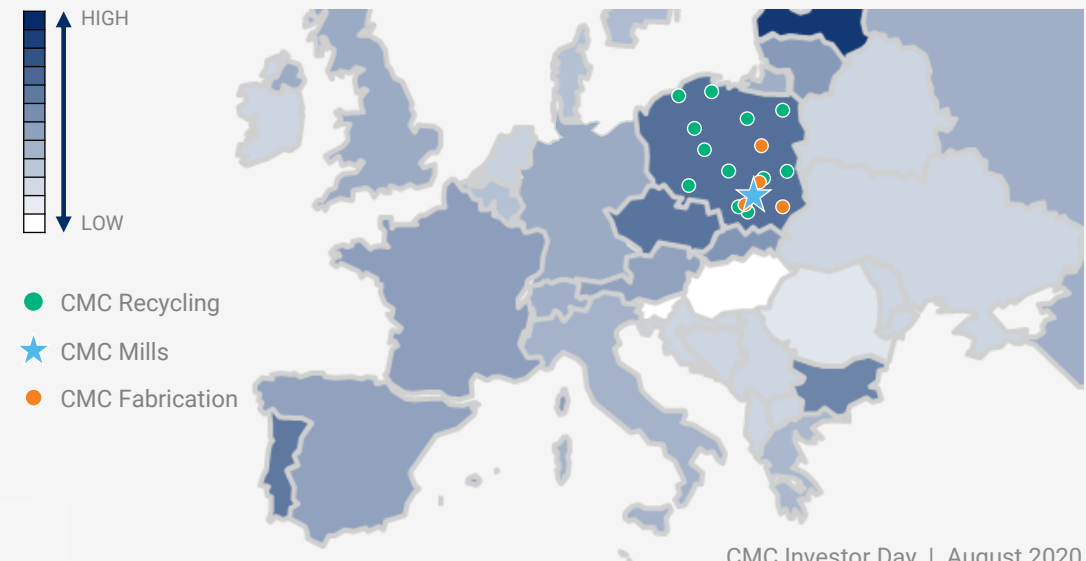 HIGH
LOW
CMC Recycling
CMC Mills
CMC Fabrication
CMC Investor Day | August 2020